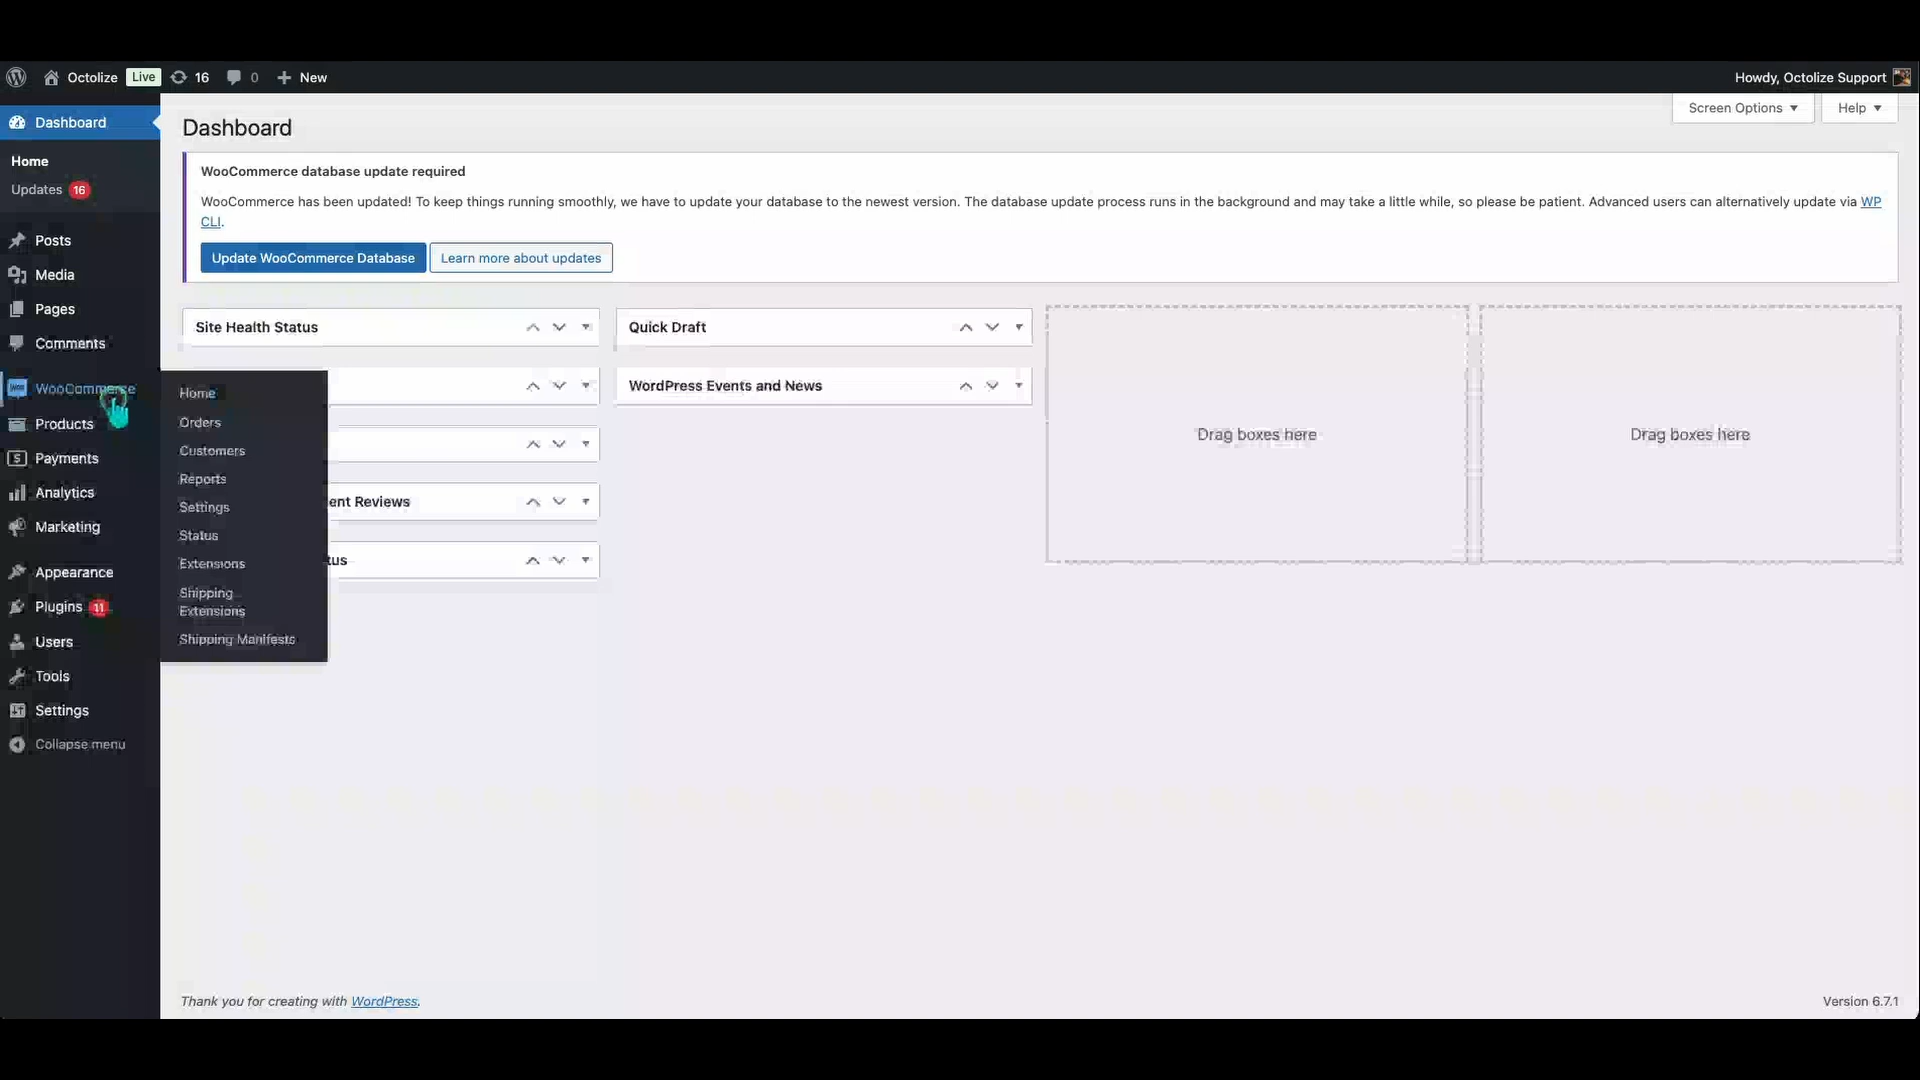 Octolize Live 16 0 New
Howdy, Octolize Support
Screen Options
Help
Dashboard
Home
Updates 16
Posts
Media
Pages
Comments
WooCommerce
Products
Payments
Analytics
Marketing
Appearance
Plugins 11
Users
Tools
Settings
Collapse menu
Home
Orders
Customers
Reports
Settings
Status
Extensions
Shipping
Extensions
Shipping Manifests
Dashboard
WooCommerce database update required
WooCommerce has been updated! To keep things running smoothly, we have to update your database to the newest version. The database update process runs in the background and may take a little while, so please be patient. Advanced users can alternatively update via WP
CLI.
Update WooCommerce Database
Learn more about updates
Site Health Status
Quick Draft
WordPress Events and News
ent Reviews
tus
Drag boxes here
Drag boxes here
Thank you for creating with WordPress.
Version 6.7.1